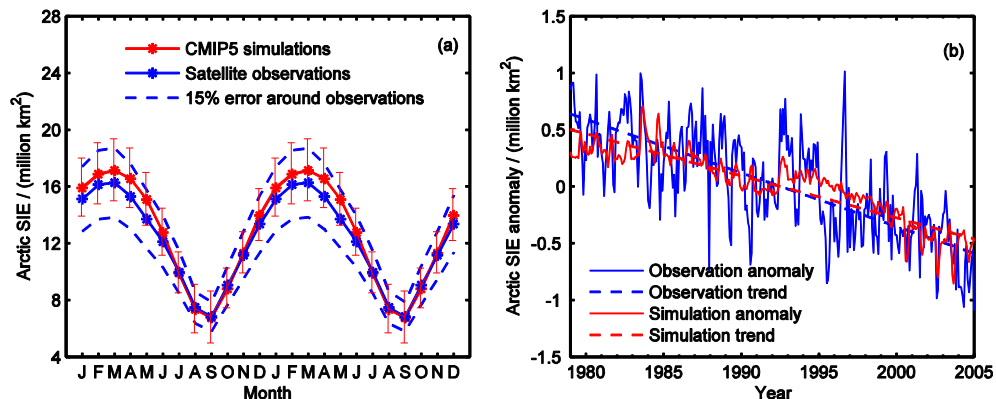 28
24
20
16
12
8
4
Arctic SIE / (million km²)
(a)
CMIP5 simulations
Satellite observations
15% error around observations
J F M A M J J A S O N D J F M A M J J A S O N D
Month
1.5
1
0.5
0
-0.5
-1
-1.5
Arctic SIE anomaly / (million km²)
(b)
Observation anomaly
Observation trend
Simulation anomaly
Simulation trend
1980 1985 1990 1995 2000 2005
Year